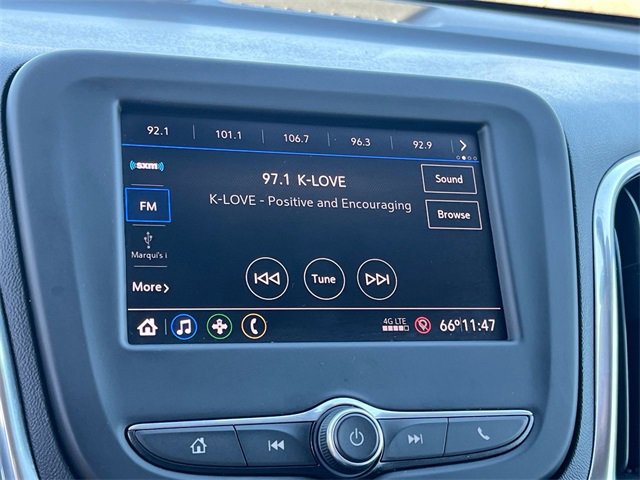 92.1 101.1 106.7 96.3 92.9
((sxm))
97.1 K-LOVE
Sound
K-LOVE - Positive and Encouraging
FM
Browse
Marqui's i
Tune
More
4G LTE
66° 11:47